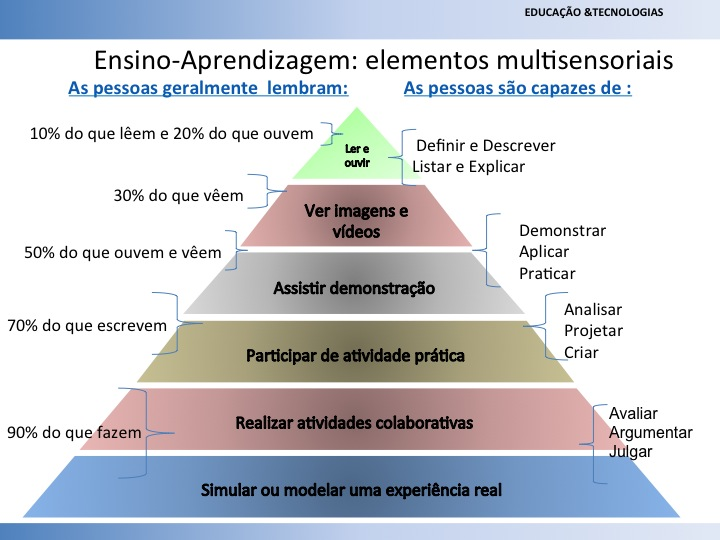 EDUCAÇÃO &TECNOLOGIAS
Ensino-Aprendizagem: elementos multisensoriais
As pessoas geralmente lembram:
As pessoas são capazes de :
10% do que lêem e 20% do que ouvem
Ler e
ouvir
Definir e Descrever
Listar e Explicar
30% do que vêem
Ver imagens e
vídeos
50% do que ouvem e vêem
Demonstrar
Aplicar
Praticar
Assistir demonstração
70% do que escrevem
Analisar
Projetar
Criar
Participar de atividade prática
90% do que fazem
Realizar atividades colaborativas
Avaliar
Argumentar
Julgar
Simular ou modelar uma experiência real